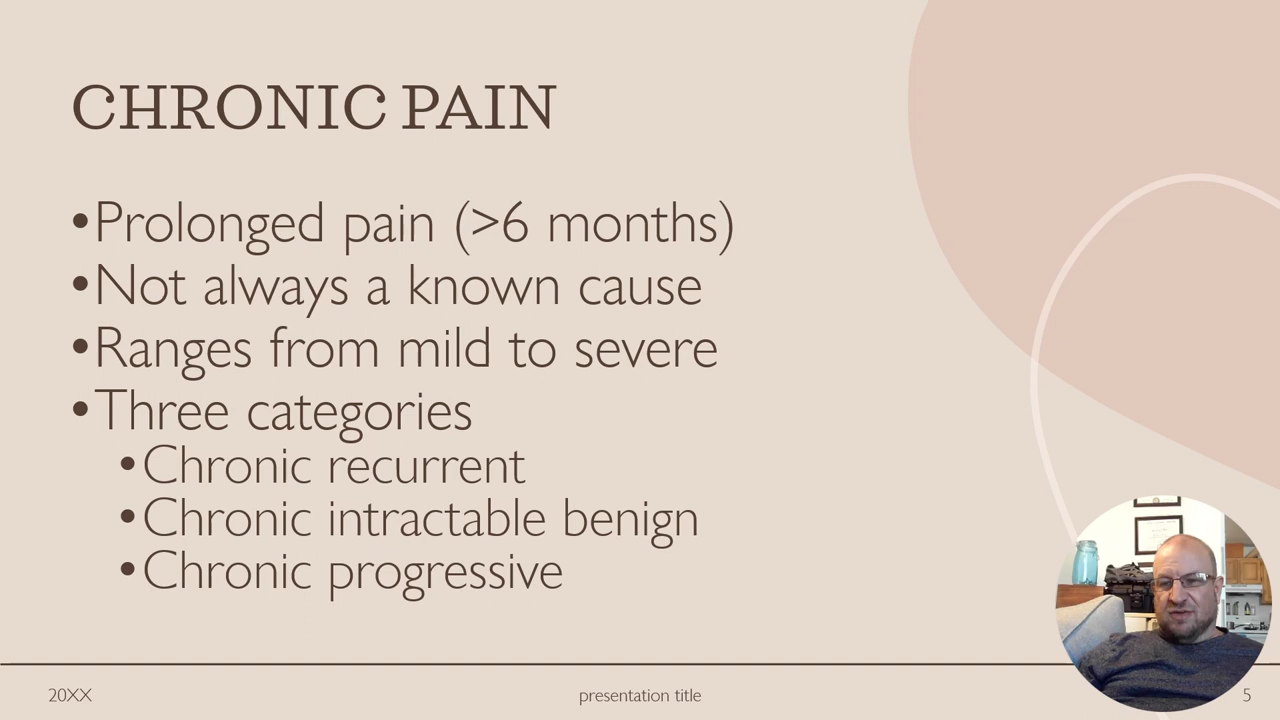 CHRONIC PAIN
•Prolonged pain (>6 months)
•Not always a known cause
•Ranges from mild to severe
•Three categories
•Chronic recurrent
•Chronic intractable benign
•Chronic progressive
20XX
presentation title
5